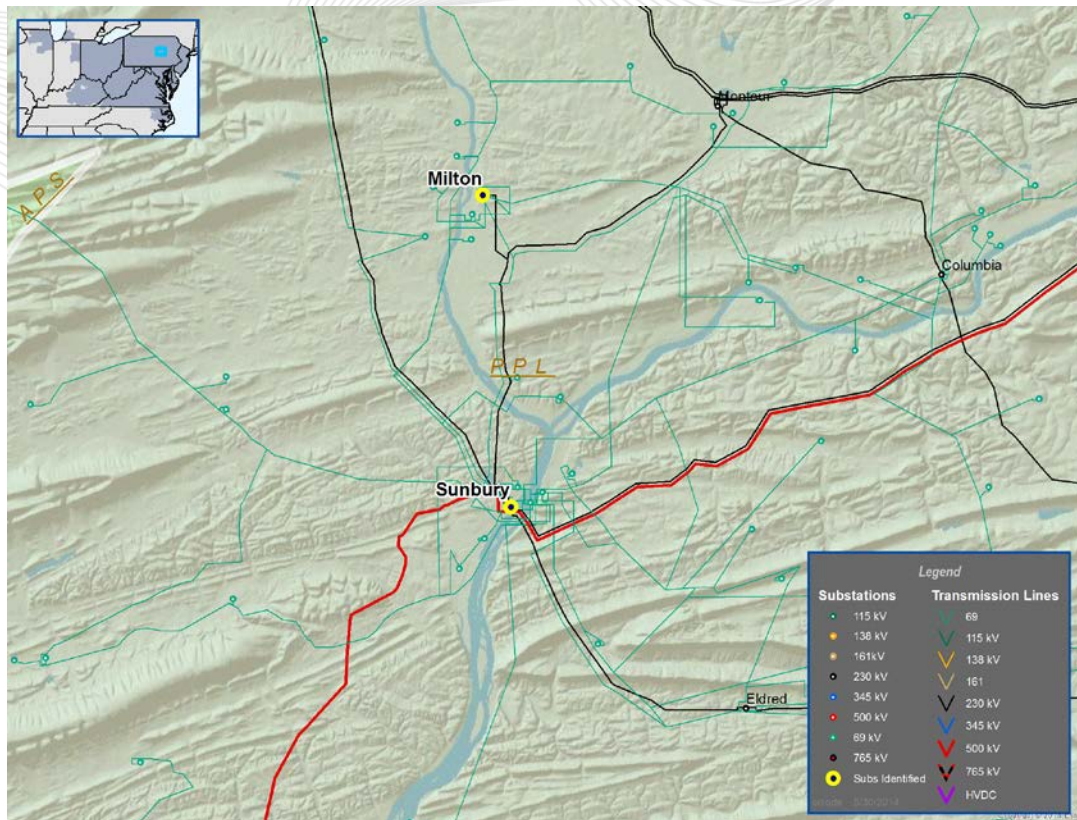 Montour
Milton
APS
Columbia
PPL
Sunbury
Eldred
Legend
Substations
115 kV
138 kV
161kV
230 kV
345 kV
500 kV
69 kV
765 kV
Subs Identified
Transmission Lines
69
115 kV
138 kV
161
230 kV
345 kV
500 kV
765 kV
HVDC